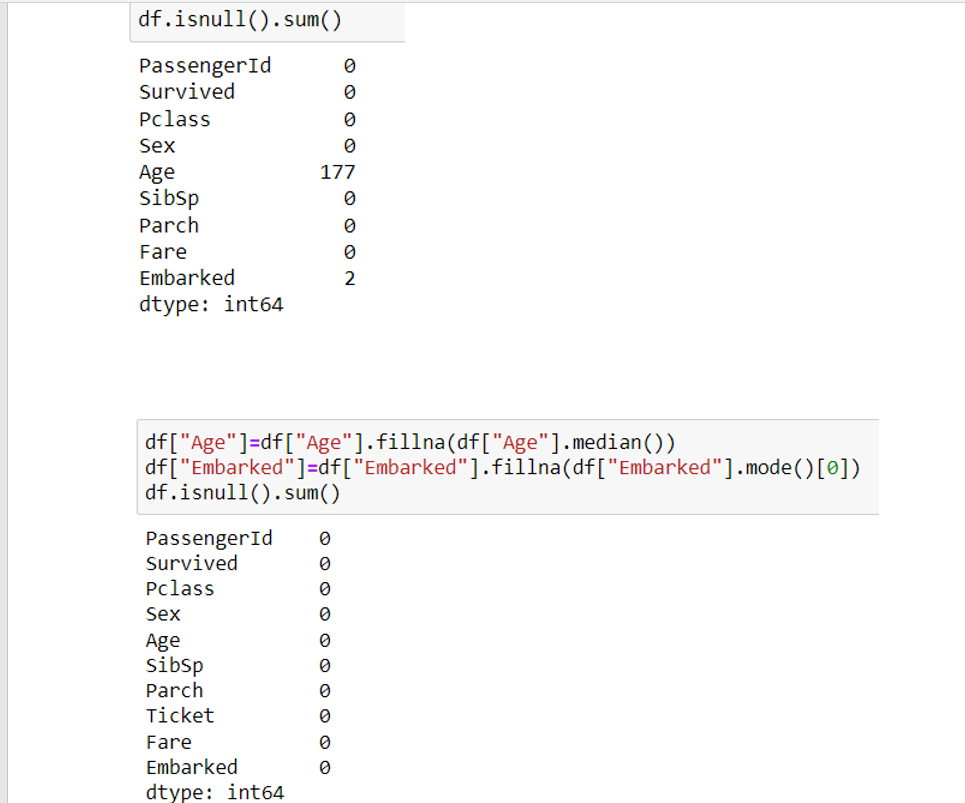 df.isnull().sum()
PassengerId 0
Survived 0
Pclass 0
Sex 0
Age 177
SibSp 0
Parch 0
Fare 0
Embarked 2
dtype: int64
df["Age"]=df["Age"].fillna(df["Age"].median())
df["Embarked"]=df["Embarked"].fillna(df["Embarked"].mode()[0])
df.isnull().sum()
PassengerId 0
Survived 0
Pclass 0
Sex 0
Age 0
SibSp 0
Parch 0
Ticket 0
Fare 0
Embarked 0
dtype: int64